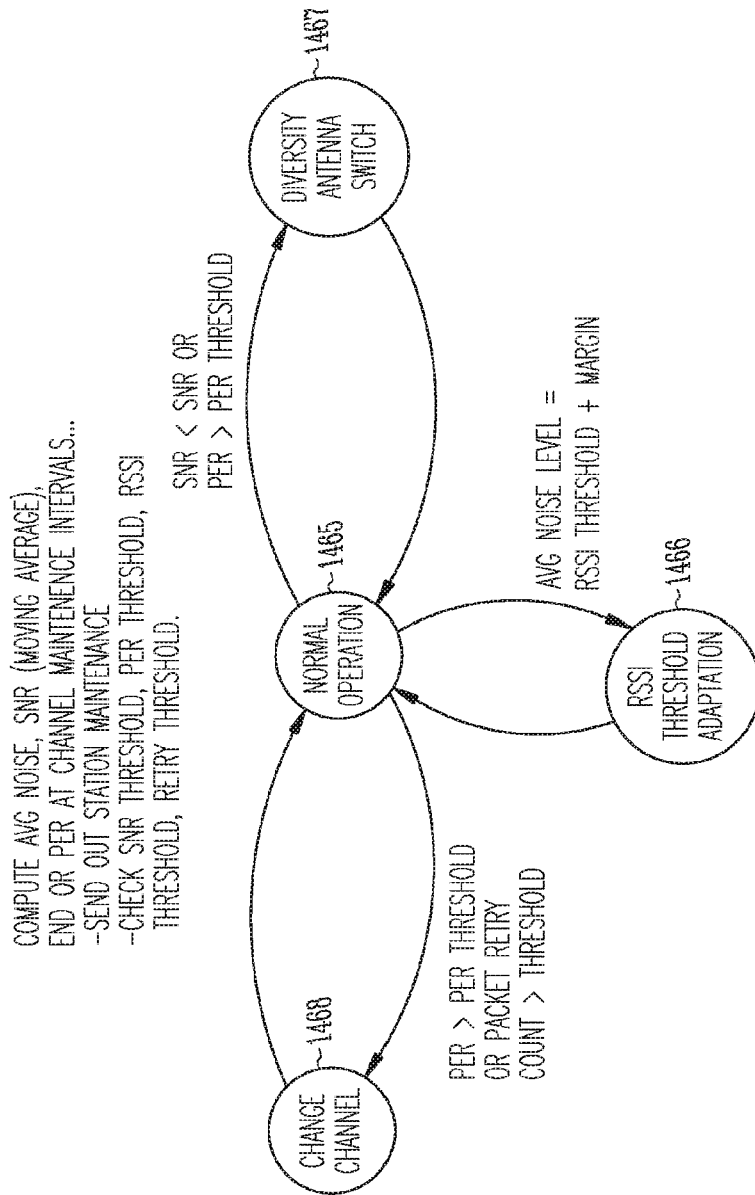 COMPUTE AVG NOISE, SNR (MOVING AVERAGE),
END OR PER AT CHANNEL MAINTENENCE INTERVALS...
-SEND OUT STATION MAINTENANCE
-CHECK SNR THRESHOLD, PER THRESHOLD, RSSI
THRESHOLD, RETRY THRESHOLD.
SNR < SNR OR
PER > PER THRESHOLD
1468
CHANGE
CHANNEL
1465
NORMAL
OPERATION
1467
DIVERSITY
ANTENNA
SWITCH
PER > PER THRESHOLD
OR PACKET RETRY
COUNT > THRESHOLD
AVG NOISE LEVEL =
RSSI THRESHOLD + MARGIN
1466
RSSI
THRESHOLD
ADAPTATION